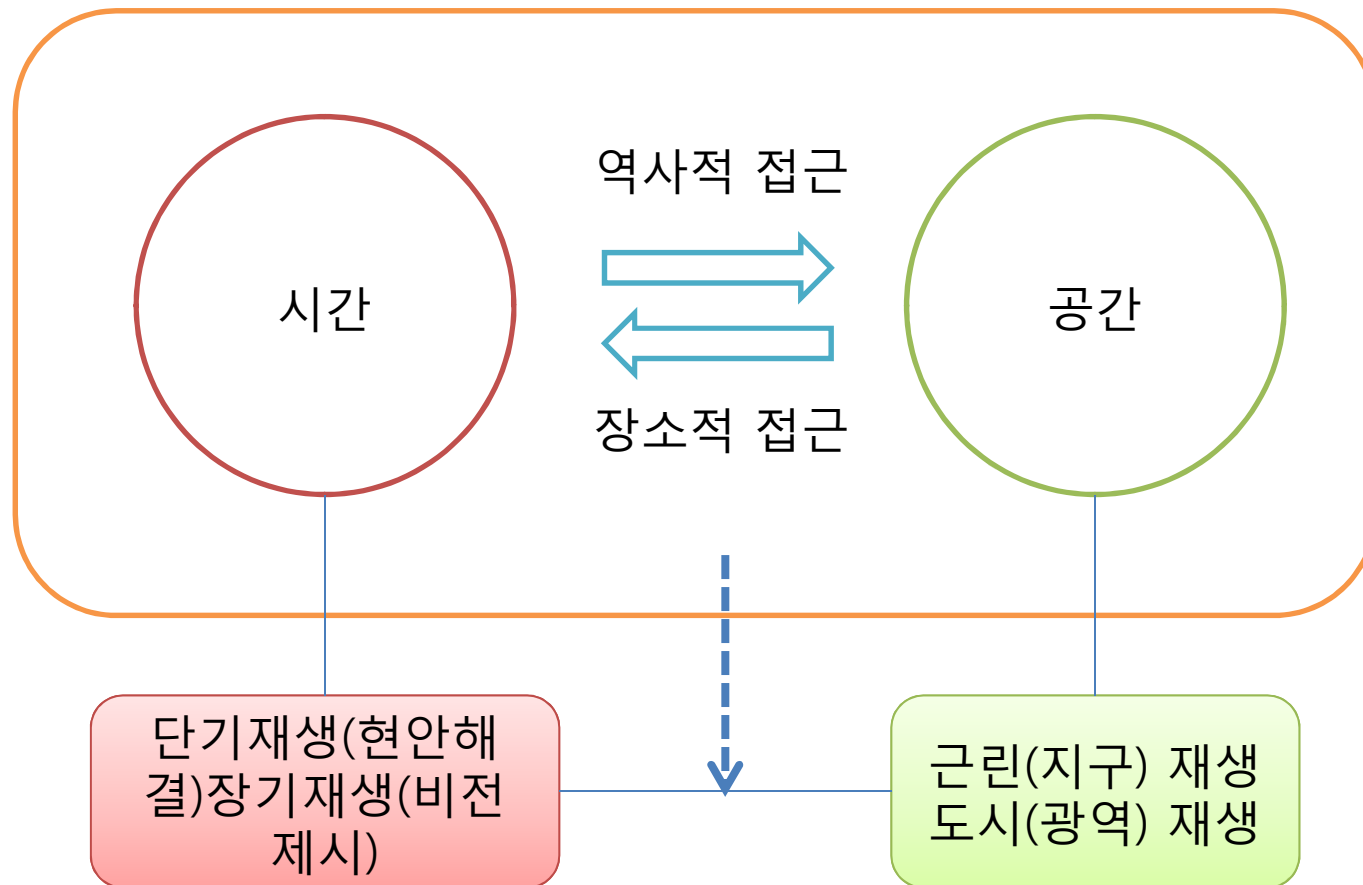 역사적 접근
시간
공간
장소적 접근
단기재생(현안해
결)장기재생(비전
제시)
근린(지구) 재생
도시(광역) 재생